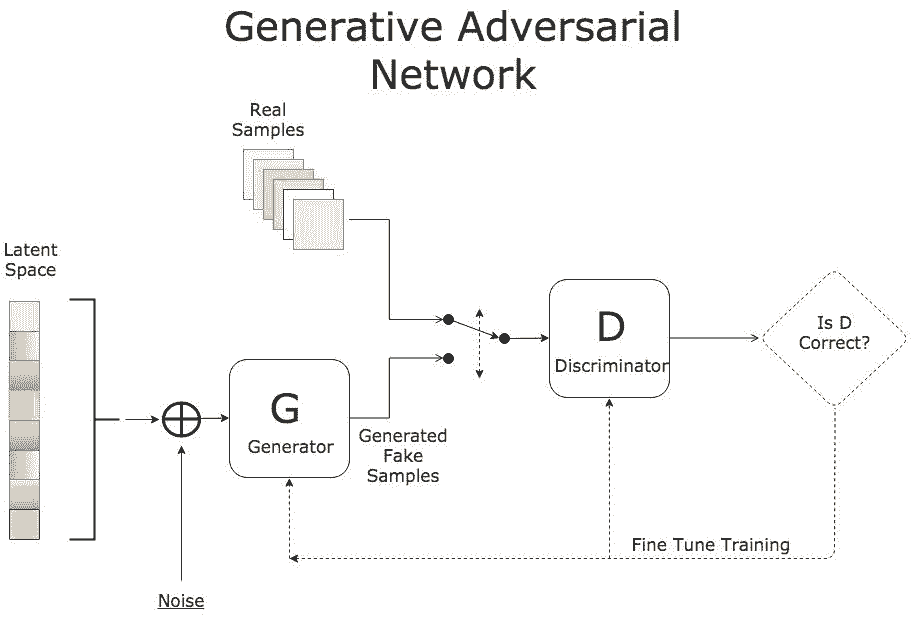 Generative Adversarial
Network
Real
Samples
Latent
Space
G
Generator
Generated
Fake
Samples
D
Discriminator
Is D
Correct?
Fine Tune Training
Noise